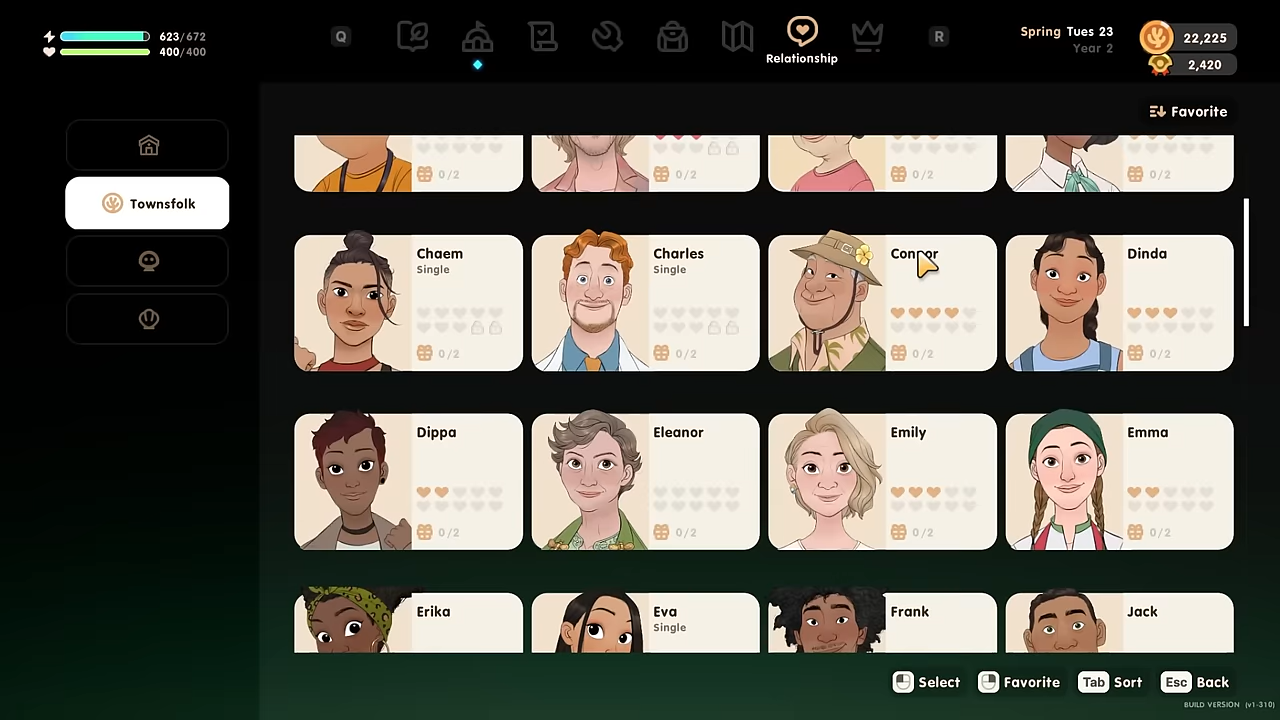 623/672
400/400
Q
R
Relationship
Spring Tues 23
Year 2
22,225
2,420
Favorite
Townsfolk
0/2
0/2
0/2
0/2
Chaem
Single
0/2
Charles
Single
0/2
Connor
0/2
Dinda
0/2
Dippa
0/2
Eleanor
0/2
Emily
0/2
Emma
0/2
Erika
Eva
Single
Frank
Jack
Select
Favorite
Tab Sort
Esc Back
BUILD VERSION (v1-310)